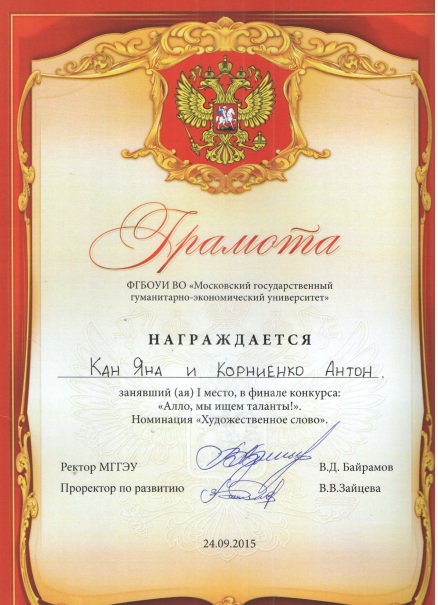 Грамота
ФГБОУИ ВО «Московский государственный
гуманитарно-экономический университет»
НАГРАЖДАЕТСЯ
Кан Яна и Корниенко Антон.
занявший (ая) I место, в финале конкурса:
«Алло, мы ищем таланты!».
Номинация «Художественное слово».
Ректор МГГЭУ В.Д. Байрамов
Проректор по развитию В.В.Зайцева
24.09.2015